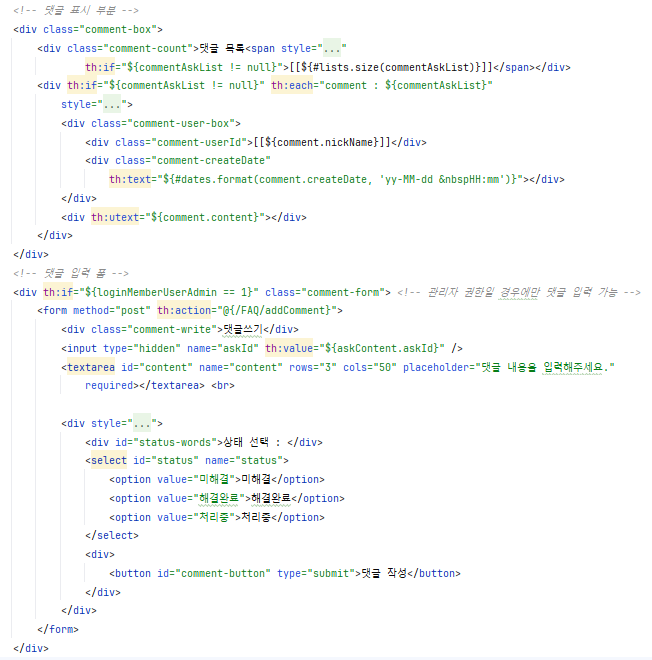 <!-- 댓글 표시 부분 -->
<div class="comment-box">
<div class="comment-count">댓글 목록<span style="..."
th:if="${commentAskList != null}">[[${#lists.size(commentAskList)}]]</span></div>
<div th:if="${commentAskList != null}" th:each="comment : ${commentAskList}"
style="...">
<div class="comment-user-box">
<div class="comment-userId">[[${comment.nickName}]]</div>
<div class="comment-createDate"
th:text="${#dates.format(comment.createDate, 'yy-MM-dd &nbspHH:mm')}"></div>
</div>
<div th:utext="${comment.content}"></div>
</div>
</div>
<!-- 댓글 입력 폼 -->
<div th:if="${loginMemberUserAdmin == 1}" class="comment-form"> <!-- 관리자 권한일 경우에만 댓글 입력 가능 -->
<form method="post" th:action="@{/FAQ/addComment}">
<div class="comment-write">댓글쓰기</div>
<input type="hidden" name="askId" th:value="${askContent.askId}" />
<textarea id="content" name="content" rows="3" cols="50" placeholder="댓글 내용을 입력해주세요."
required></textarea> <br>
<div style="...">
<div id="status-words">상태 선택 : </div>
<select id="status" name="status">
<option value="미해결">미해결</option>
<option value="해결완료">해결완료</option>
<option value="처리중">처리중</option>
</select>
<div>
<button id="comment-button" type="submit">댓글 작성</button>
</div>
</div>
</form>
</div>